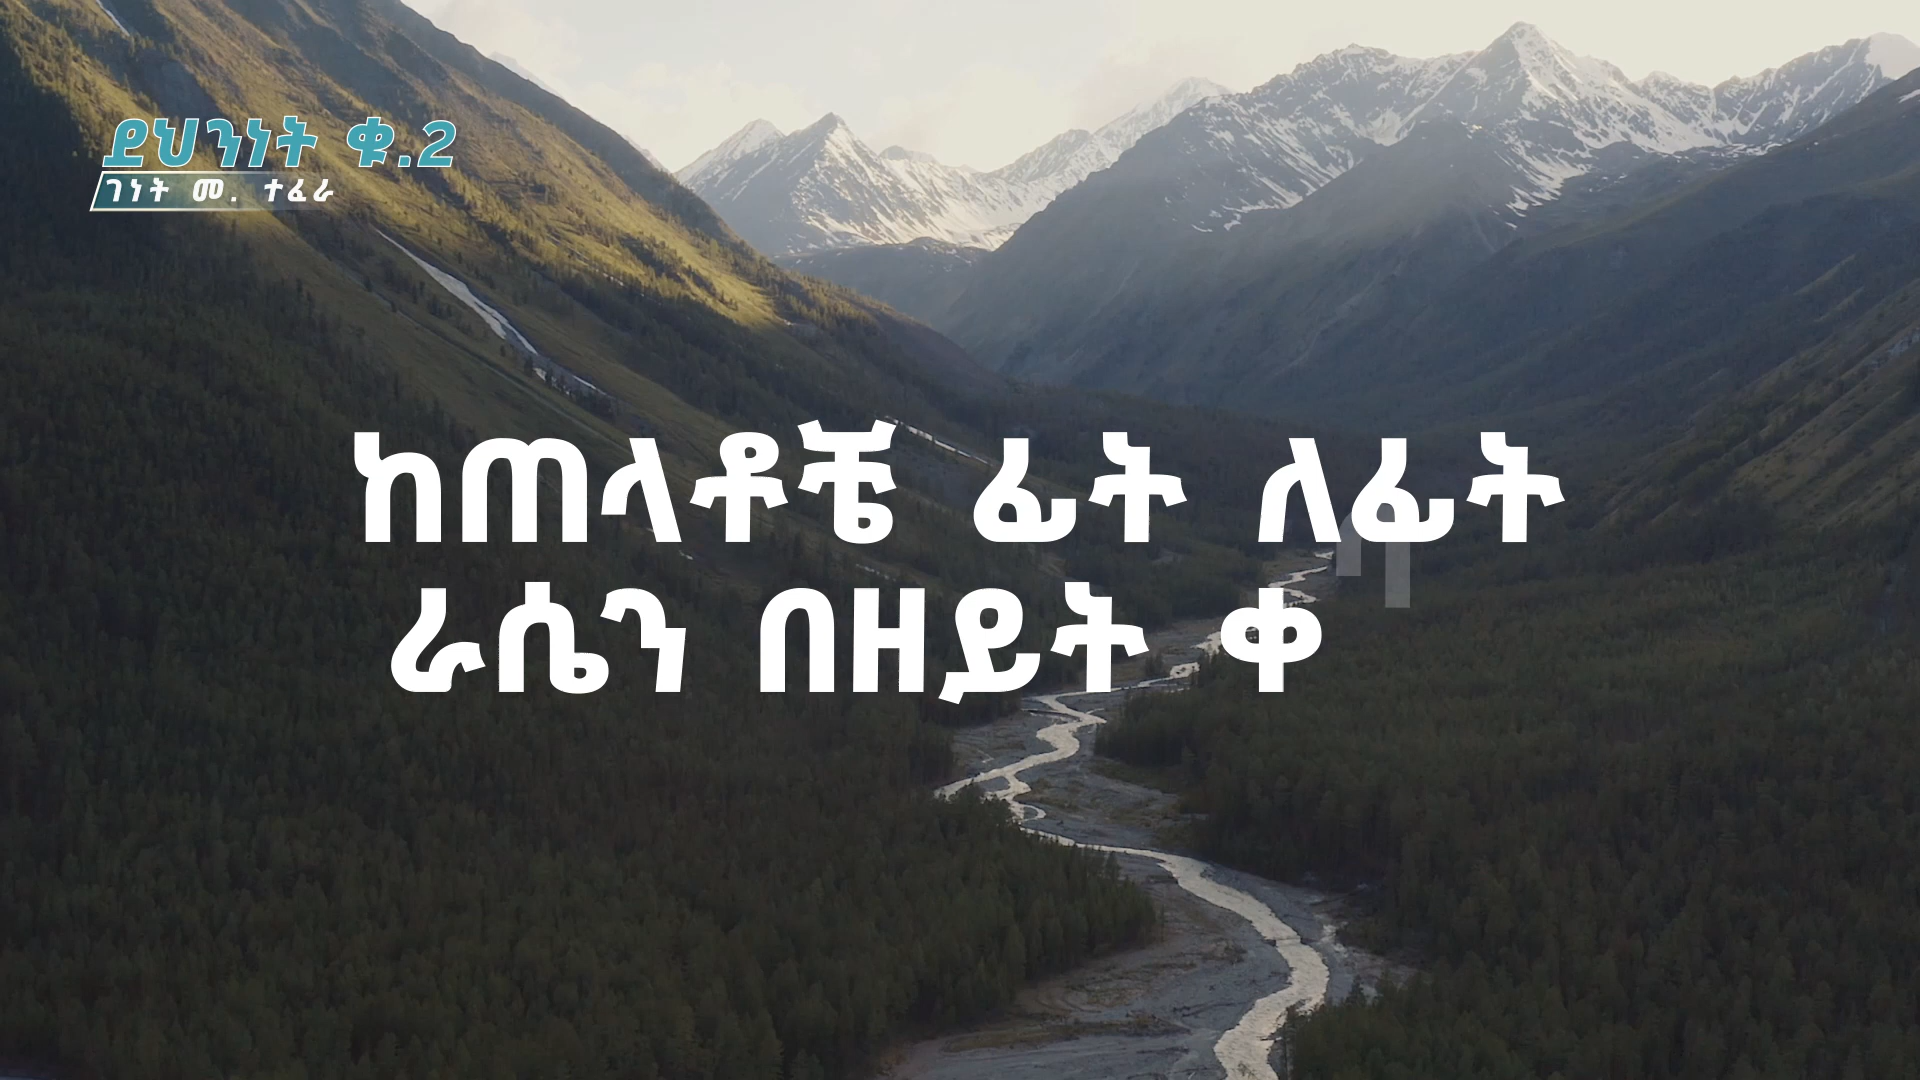 ደህንነት ቁ.2
ገነት መ. ተፈራ
ከጠላቶቼ ፊት ለፊት
ራሴን በዘይት ቀ